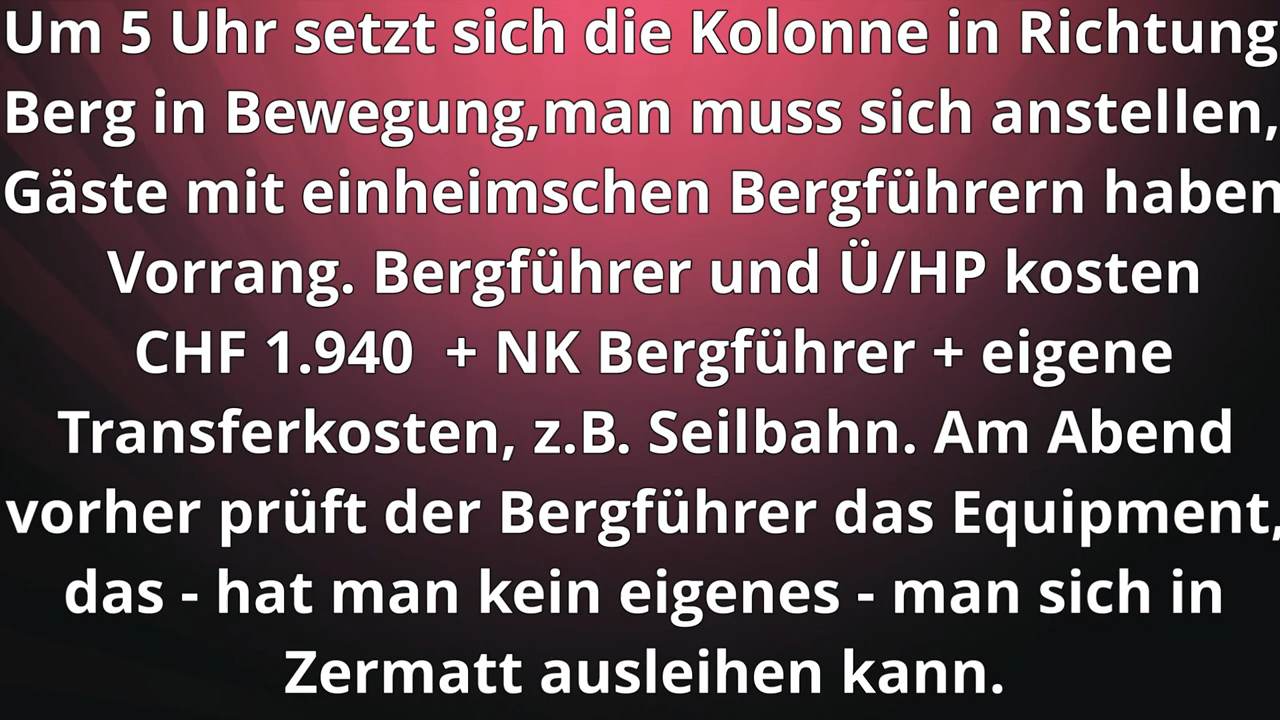 Um 5 Uhr setzt sich die Kolonne in Richtung
Berg in Bewegung,man muss sich anstellen,
Gäste mit einheimschen Bergführern haben
Vorrang. Bergführer und Ü/HP kosten
CHF 1.940  + NK Bergführer + eigene
Transferkosten, z.B. Seilbahn. Am Abend
vorher prüft der Bergführer das Equipment,
das - hat man kein eigenes - man sich in
Zermatt ausleihen kann.